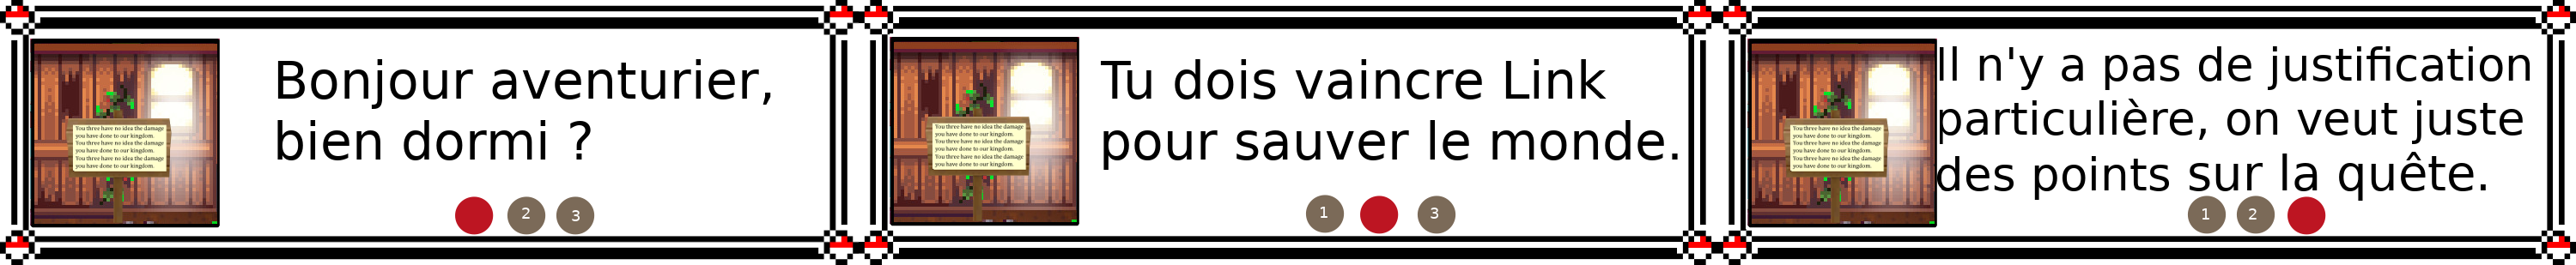 You three have no idea the damage
you have done to our kingdom.
You three have no idea the damage
you have done to our kingdom.
You three have no idea the damage
you have done to our kingdom.
Bonjour aventurier,
bien dormi ?
2 3
You three have no idea the damage
you have done to our kingdom.
You three have no idea the damage
you have done to our kingdom.
You three have no idea the damage
you have done to our kingdom.
Tu dois vaincre Link
pour sauver le monde.
1 3
You three have no idea the damage
you have done to our kingdom.
You three have no idea the damage
you have done to our kingdom.
You three have no idea the damage
you have done to our kingdom.
Il n'y a pas de justification
particulière, on veut juste
des points sur la quête.
1 2